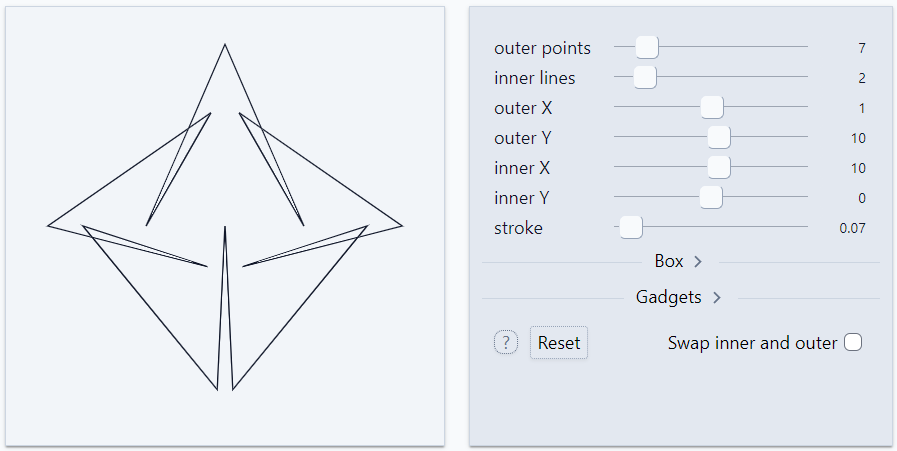 outer points 7
inner lines 2
outer X 1
outer Y 10
inner X 10
inner Y 0
stroke 0.07
Box >
Gadgets >
? Reset Swap inner and outer